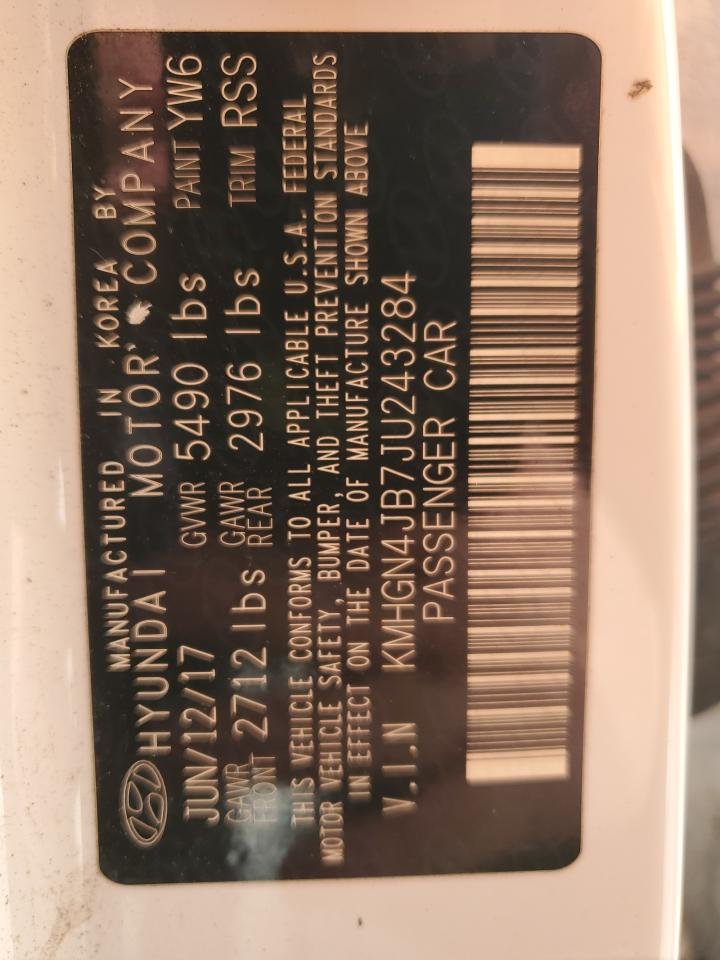 MANUFACTURED IN KOREA BY
HYUNDAI MOTOR COMPANY
JUN/12/17 GVWR 5490 lbs PAINT YW6
GAWR FRONT 2712 lbs GAWR REAR 2976 lbs TRIM RSS
THIS VEHICLE CONFORMS TO ALL APPLICABLE U.S.A. FEDERAL
MOTOR VEHICLE SAFETY, BUMPER, AND THEFT PREVENTION STANDARDS
IN EFFECT ON THE DATE OF MANUFACTURE SHOWN ABOVE
V.I.N KMHGN4JB7JU243284
PASSENGER CAR